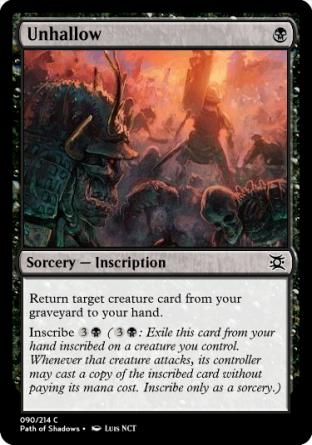 Unhallow
Sorcery — Inscription
Return target creature card from your
graveyard to your hand.
Inscribe 3 ( 3 : Exile this card from your
hand inscribed on a creature you control.
Whenever that creature attacks, its controller
may cast a copy of the inscribed card without
paying its mana cost. Inscribe only as a sorcery.)
090/214 C
Path of Shadows • Luis NCT